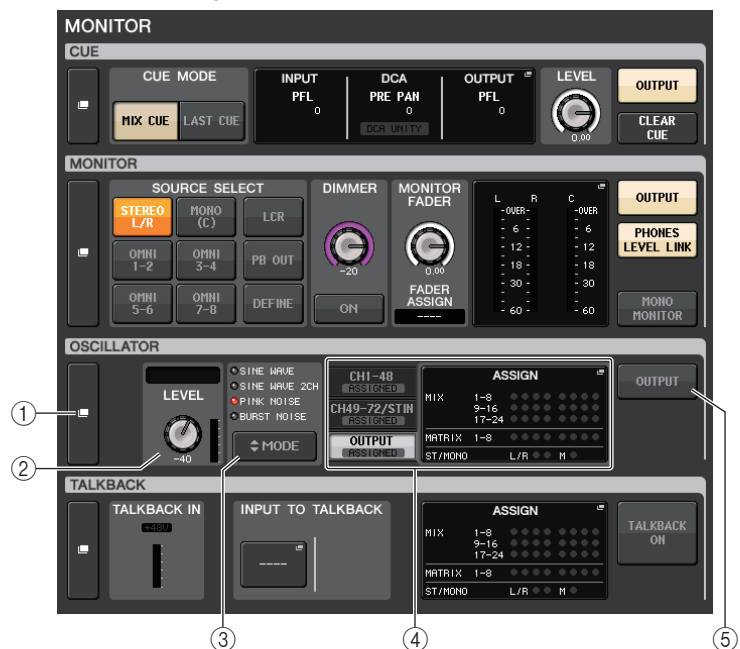 MONITOR
CUE
CUE MODE
MIX CUE
LAST CUE
INPUT
PFL
0
DCA
PRE PAN
0
DCA UNITY
OUTPUT
PFL
0
LEVEL
0.00
OUTPUT
CLEAR
CUE
MONITOR
SOURCE SELECT
STEREO
L/R
MONO
(C)
LCR
OMNI
1-2
OMNI
3-4
PB OUT
OMNI
5-6
OMNI
7-8
DEFINE
DIMMER
-20
ON
MONITOR
FADER
0.00
FADER
ASSIGN
----
L R C
-OVER- -OVER
6 6
12 12
18 18
30 30
60 60
OUTPUT
PHONES
LEVEL LINK
MONO
MONITOR
OSCILLATOR
LEVEL
-40
SINE WAVE
SINE WAVE 2CH
PINK NOISE
BURST NOISE
MODE
CH1-48
ASSIGNED
CH49-72/STIN
ASSIGNED
OUTPUT
ASSIGNED
ASSIGN
MIX 1-8
9-16
17-24
MATRIX 1-8
ST/MONO L/R M
OUTPUT
TALKBACK
TALKBACK IN
+48V
INPUT TO TALKBACK
----
ASSIGN
MIX 1-8
9-16
17-24
MATRIX 1-8
ST/MONO L/R M
TALKBACK
ON
1
2
3
4
5